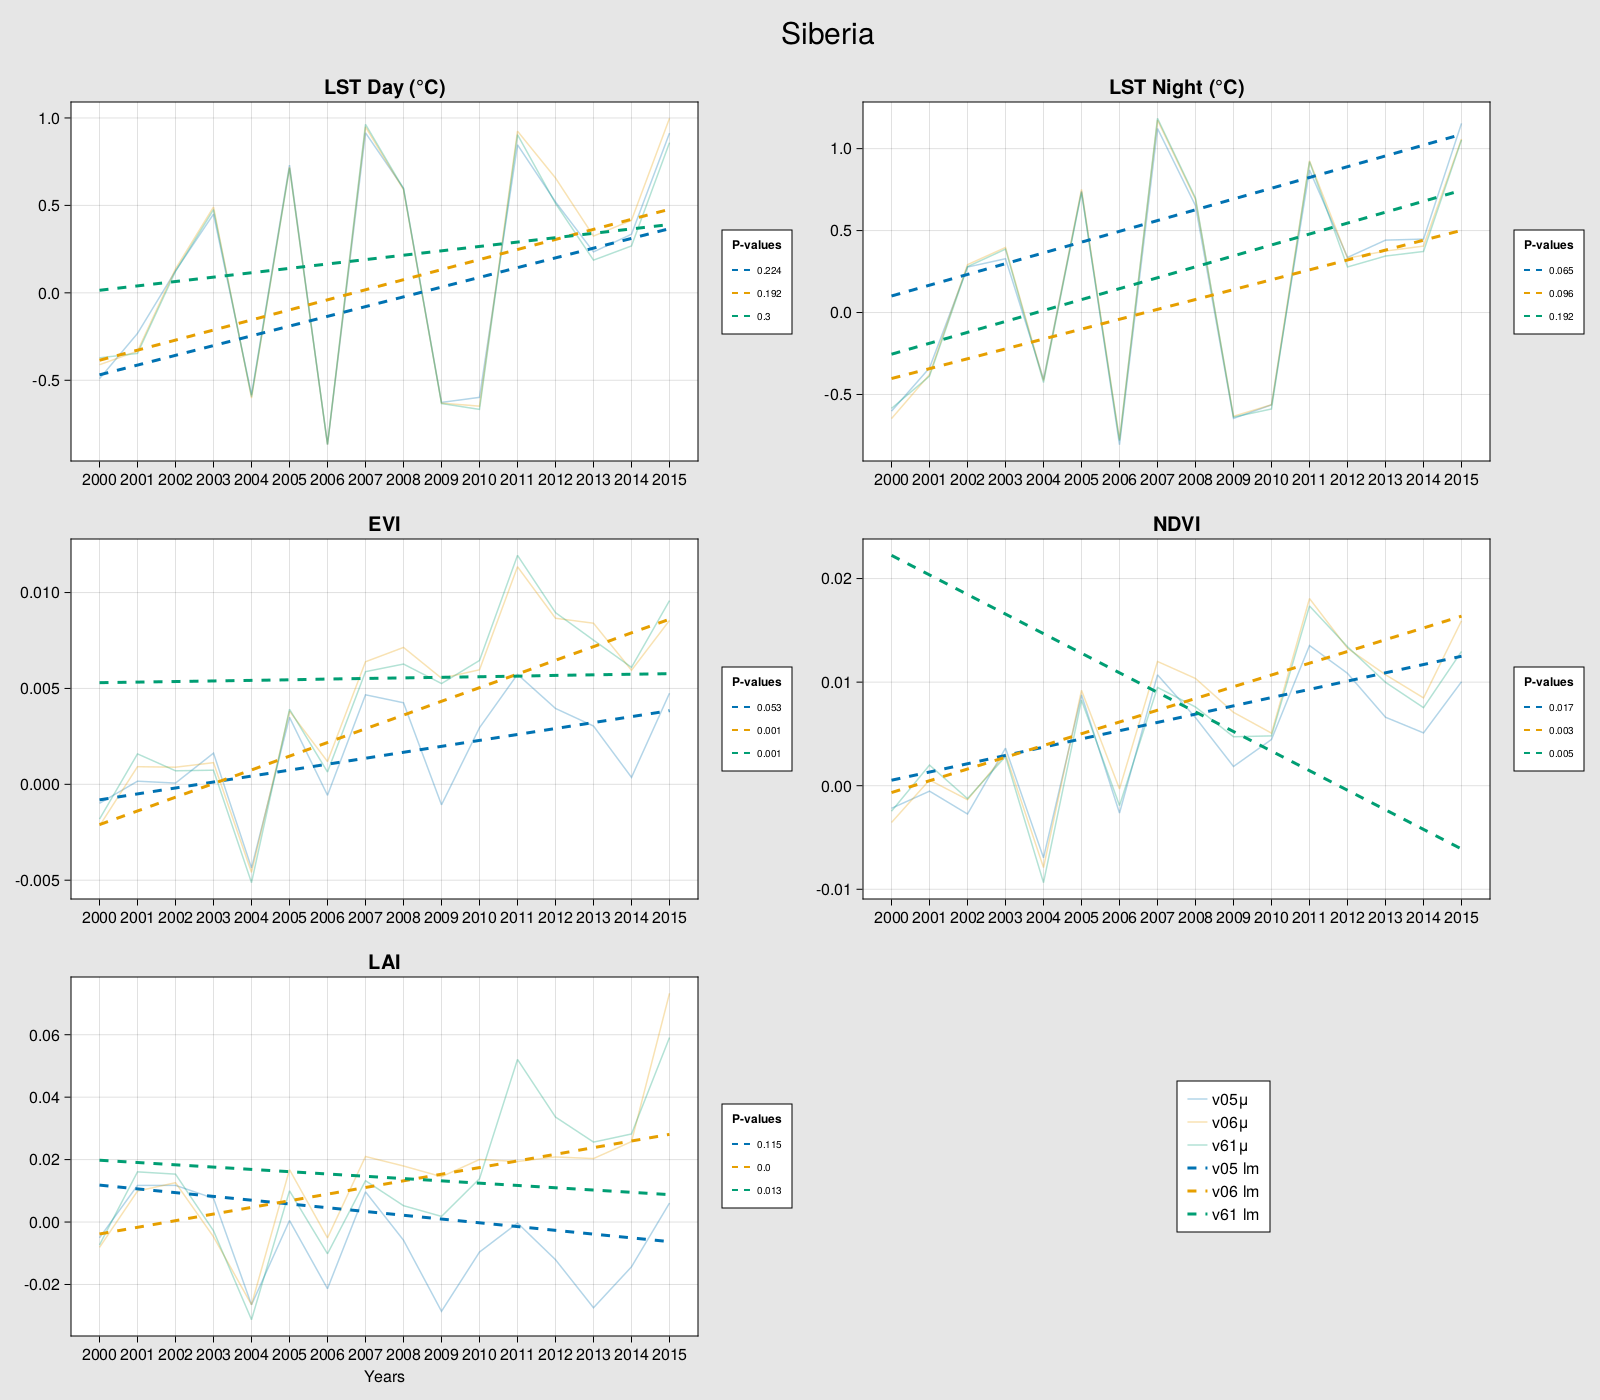 Siberia
LST Day (°C)
1.0
0.5
0.0
-0.5
2000 2001 2002 2003 2004 2005 2006 2007 2008 2009 2010 2011 2012 2013 2014 2015
P-values
0.224
0.192
0.3
LST Night (°C)
1.0
0.5
0.0
-0.5
2000 2001 2002 2003 2004 2005 2006 2007 2008 2009 2010 2011 2012 2013 2014 2015
P-values
0.065
0.096
0.192
EVI
0.010
0.005
0.000
-0.005
2000 2001 2002 2003 2004 2005 2006 2007 2008 2009 2010 2011 2012 2013 2014 2015
P-values
0.053
0.001
0.001
NDVI
0.02
0.01
0.00
-0.01
2000 2001 2002 2003 2004 2005 2006 2007 2008 2009 2010 2011 2012 2013 2014 2015
P-values
0.017
0.003
0.005
LAI
0.06
0.04
0.02
0.00
-0.02
2000 2001 2002 2003 2004 2005 2006 2007 2008 2009 2010 2011 2012 2013 2014 2015
Years
P-values
0.115
0.0
0.013
v05μ
v06μ
v61μ
v05 lm
v06 lm
v61 lm